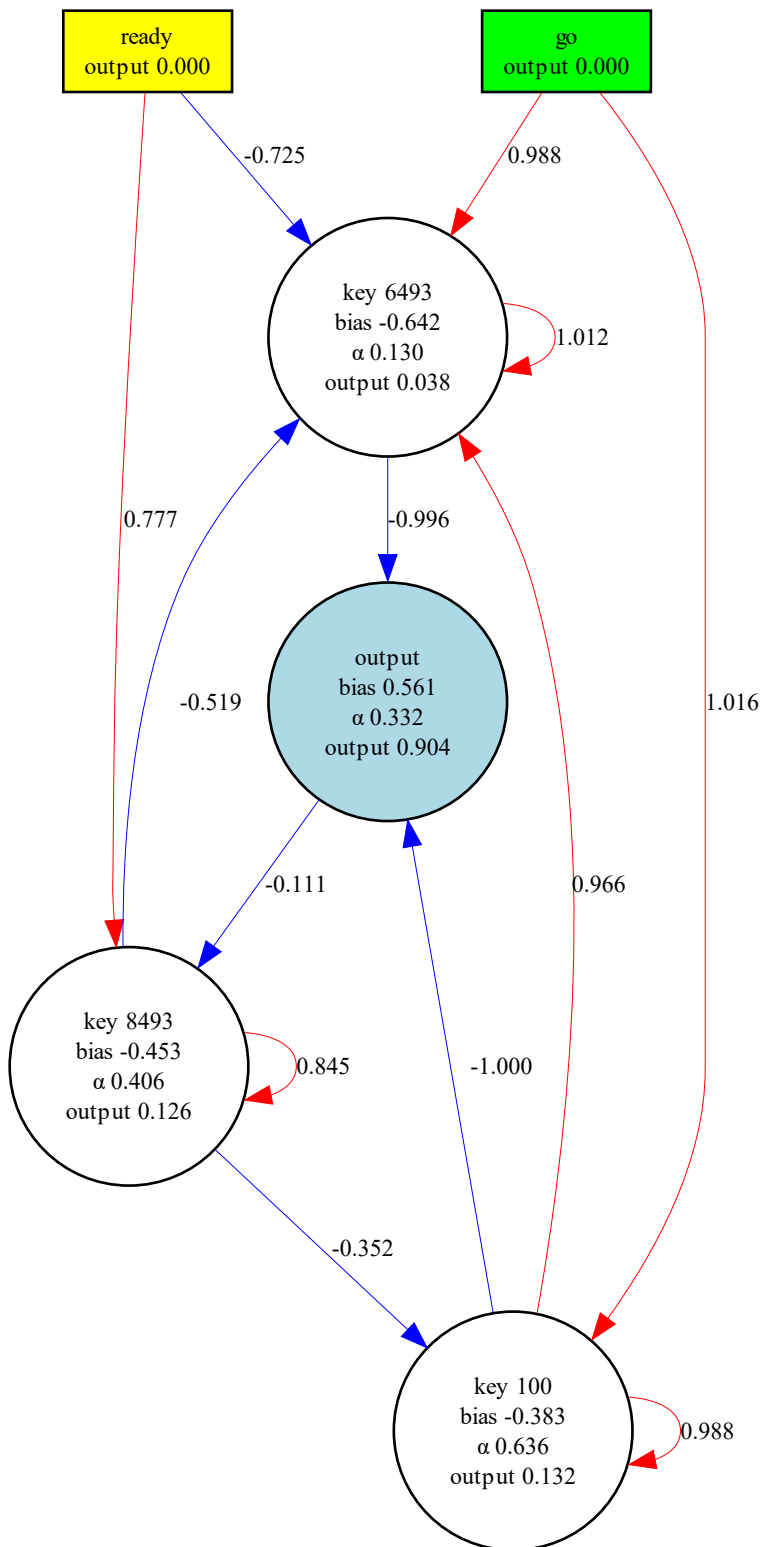 ready
output 0.000
go
output 0.000
-0.725
0.988
key 6493
bias -0.642
α 0.130
output 0.038
1.012
0.777
-0.996
output
bias 0.561
α 0.332
output 0.904
-0.519
1.016
-0.111
0.966
key 8493
bias -0.453
α 0.406
output 0.126
0.845
-1.000
-0.352
key 100
bias -0.383
α 0.636
output 0.132
0.988